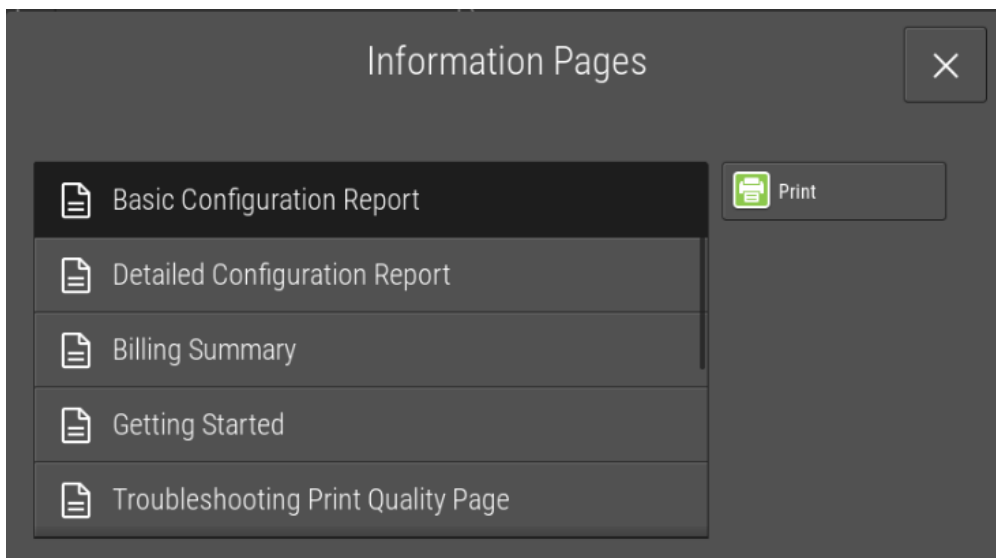 Information Pages
Basic Configuration Report
Print
Detailed Configuration Report
Billing Summary
Getting Started
Troubleshooting Print Quality Page